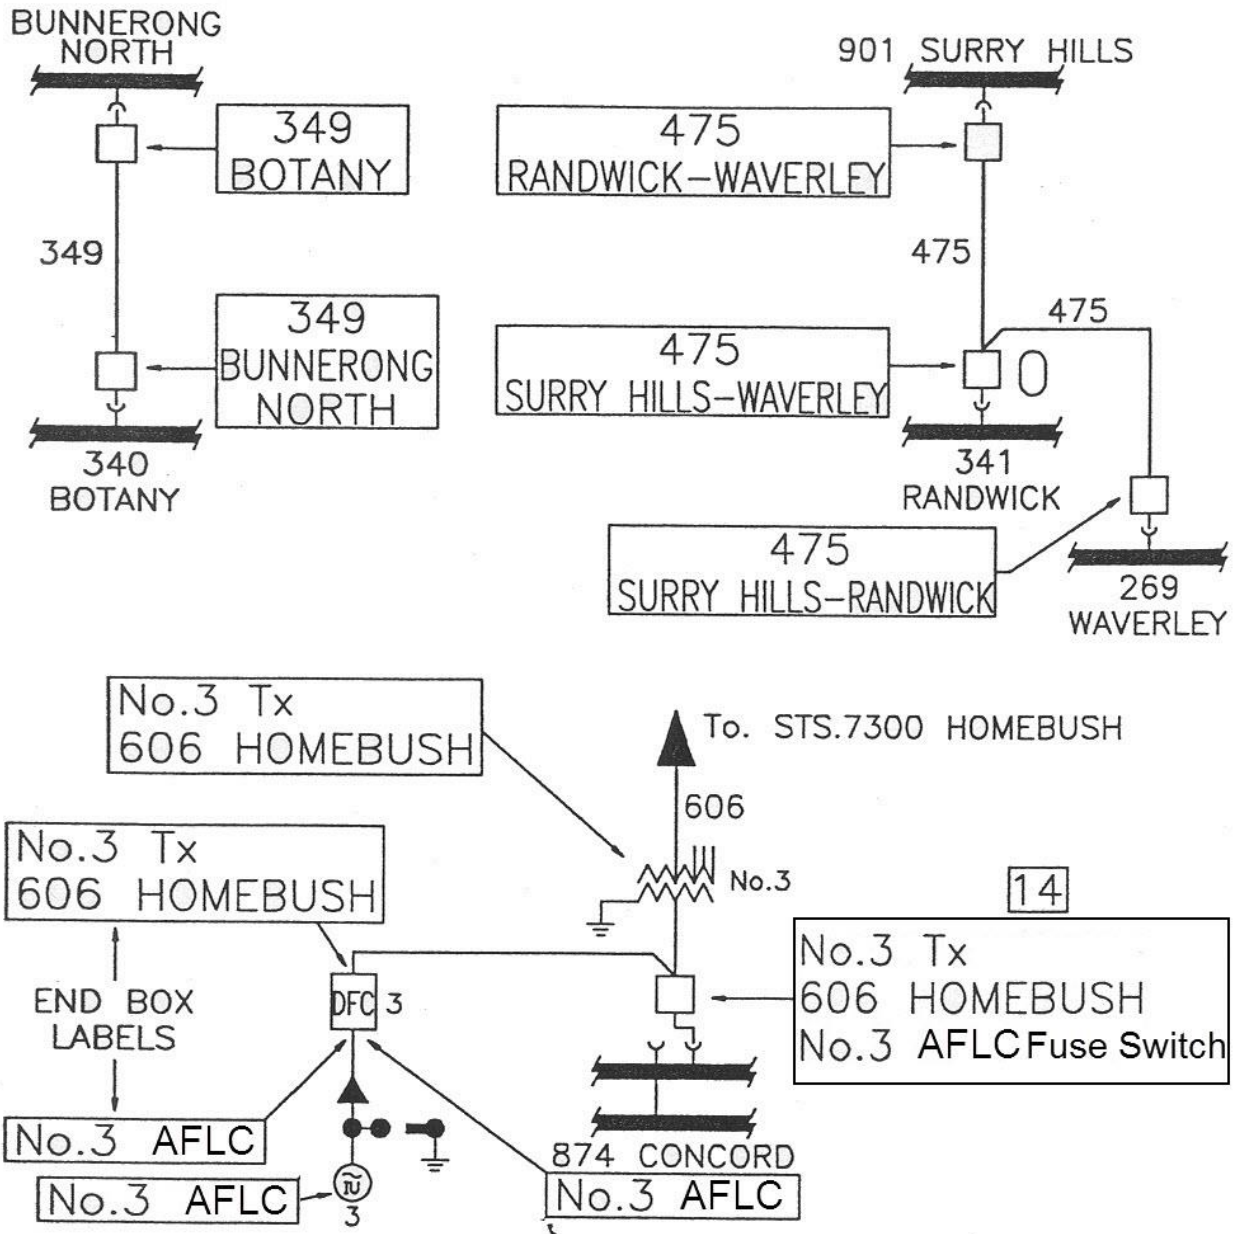 BUNNERONG
NORTH
349
BOTANY
349
349
BUNNERONG
NORTH
340
BOTANY
901 SURRY HILLS
475
RANDWICK-WAVERLEY
475
475
475
SURRY HILLS-WAVERLEY
341
RANDWICK
475
SURRY HILLS-RANDWICK
269
WAVERLEY
No.3 Tx
606 HOMEBUSH
To. STS.7300 HOMEBUSH
606
No.3
No.3 Tx
606 HOMEBUSH
14
No.3 Tx
606 HOMEBUSH
No.3 AFLC Fuse Switch
END BOX
LABELS
DFC 3
No.3 AFLC
874 CONCORD
No.3 AFLC
No.3 AFLC
3